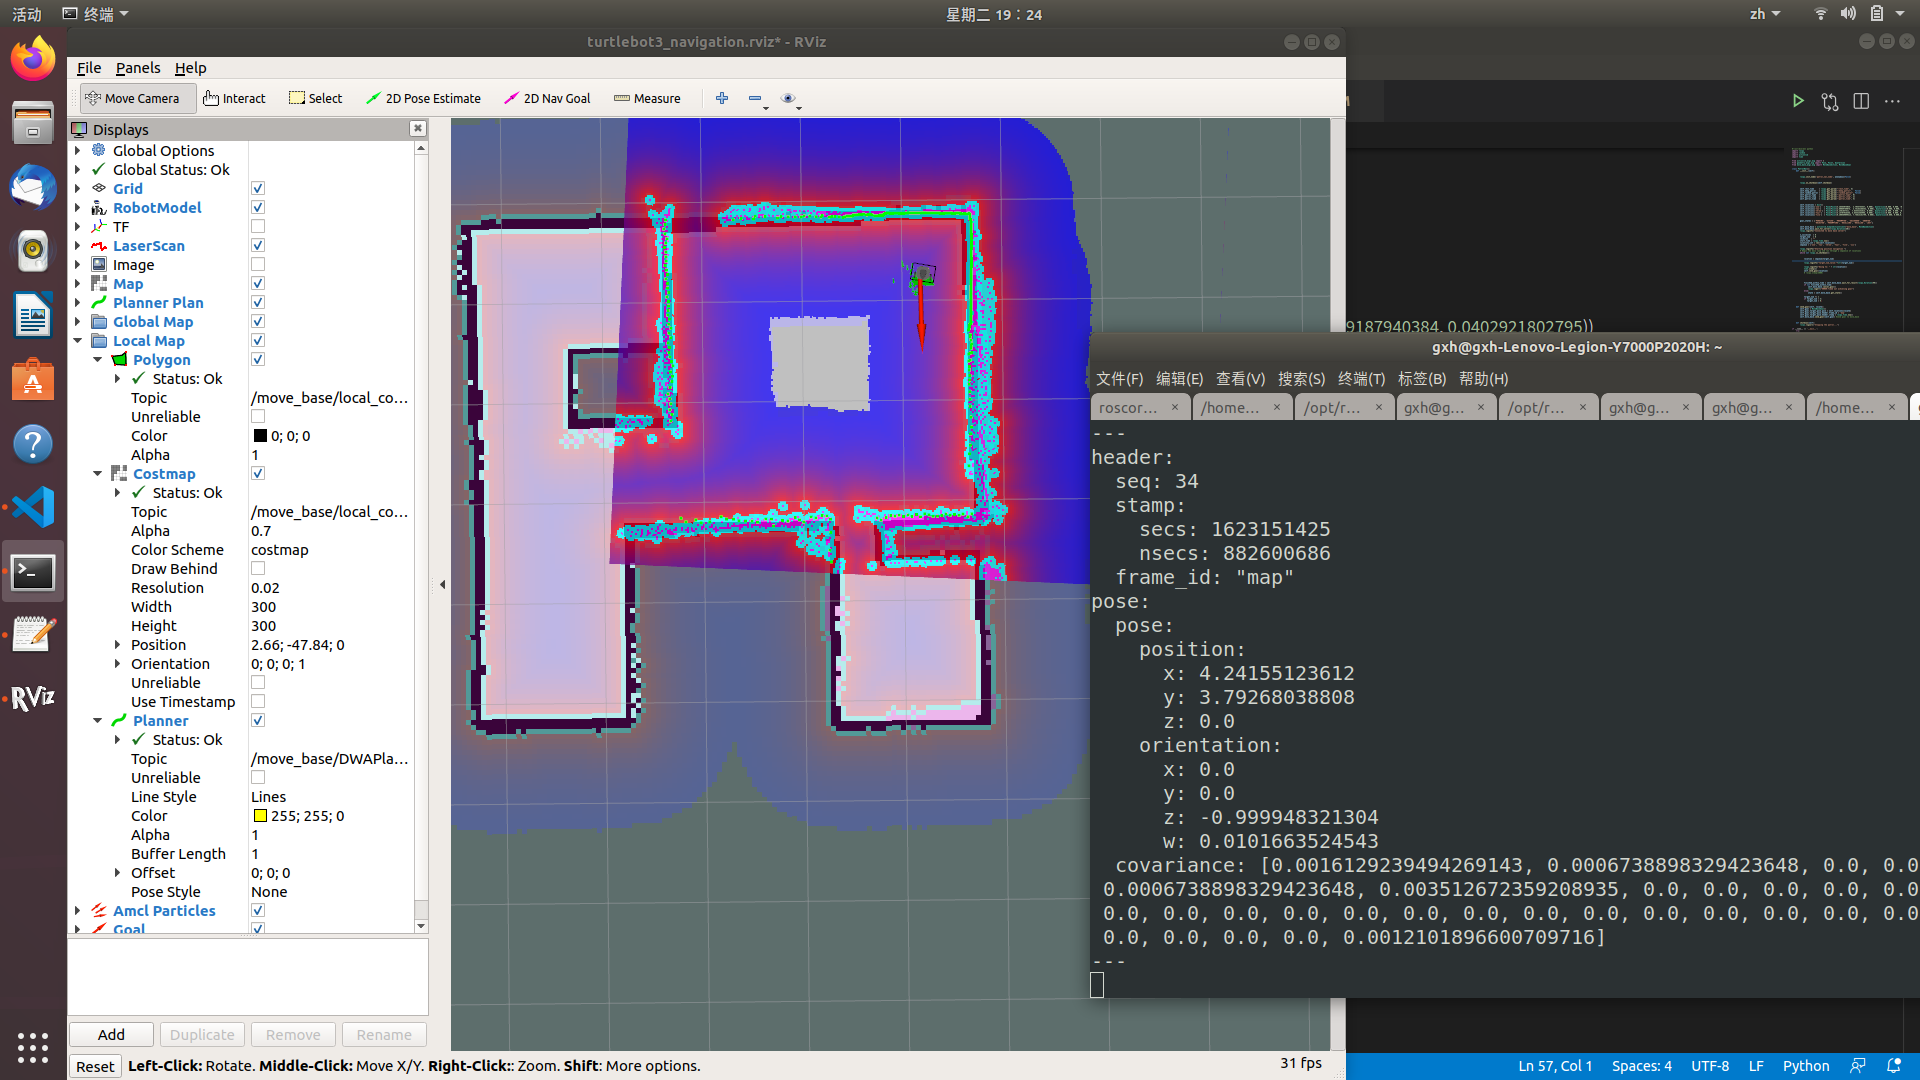 活动
终端
星期二 19：24
zh
turtlebot3_navigation.rviz* - RViz
File Panels Help
Move Camera Interact Select 2D Pose Estimate 2D Nav Goal Measure
Displays
Global Options
Global Status: Ok
Grid
RobotModel
TF
LaserScan
Image
Map
Planner Plan
Global Map
Local Map
Polygon
Status: Ok
Topic /move_base/local_co…
Unreliable
Color 0; 0; 0
Alpha 1
Costmap
Status: Ok
Topic /move_base/local_co…
Alpha 0.7
Color Scheme costmap
Draw Behind
Resolution 0.02
Width 300
Height 300
Position 2.66; -47.84; 0
Orientation 0; 0; 0; 1
Unreliable
Use Timestamp
Planner
Status: Ok
Topic /move_base/DWAPla…
Unreliable
Line Style Lines
Color 255; 255; 0
Alpha 1
Buffer Length 1
Offset 0; 0; 0
Pose Style None
Amcl Particles
Goal
Add Duplicate Remove Rename
Reset Left-Click: Rotate. Middle-Click: Move X/Y. Right-Click:: Zoom. Shift: More options.
31 fps
RViz
9187940384, 0.0402921802795))
gxh@gxh-Lenovo-Legion-Y7000P2020H: ~
文件(F) 编辑(E) 查看(V) 搜索(S) 终端(T) 标签(B) 帮助(H)
roscor… × /home… × /opt/r… × gxh@g… × /opt/r… × gxh@g… × gxh@g… × /home… ×
---
header:
seq: 34
stamp:
secs: 1623151425
nsecs: 882600686
frame_id: "map"
pose:
pose:
position:
x: 4.24155123612
y: 3.79268038808
z: 0.0
orientation:
x: 0.0
y: 0.0
z: -0.999948321304
w: 0.0101663524543
covariance: [0.0016129239494269143, 0.0006738898329423648, 0.0, 0.0
0.0006738898329423648, 0.003512672359208935, 0.0, 0.0, 0.0, 0.0
0.0, 0.0, 0.0, 0.0, 0.0, 0.0, 0.0, 0.0, 0.0, 0.0, 0.0, 0.0, 0.0, 0.0
0.0, 0.0, 0.0, 0.0, 0.0012101896600709716]
---
Ln 57, Col 1 Spaces: 4 UTF-8 LF Python